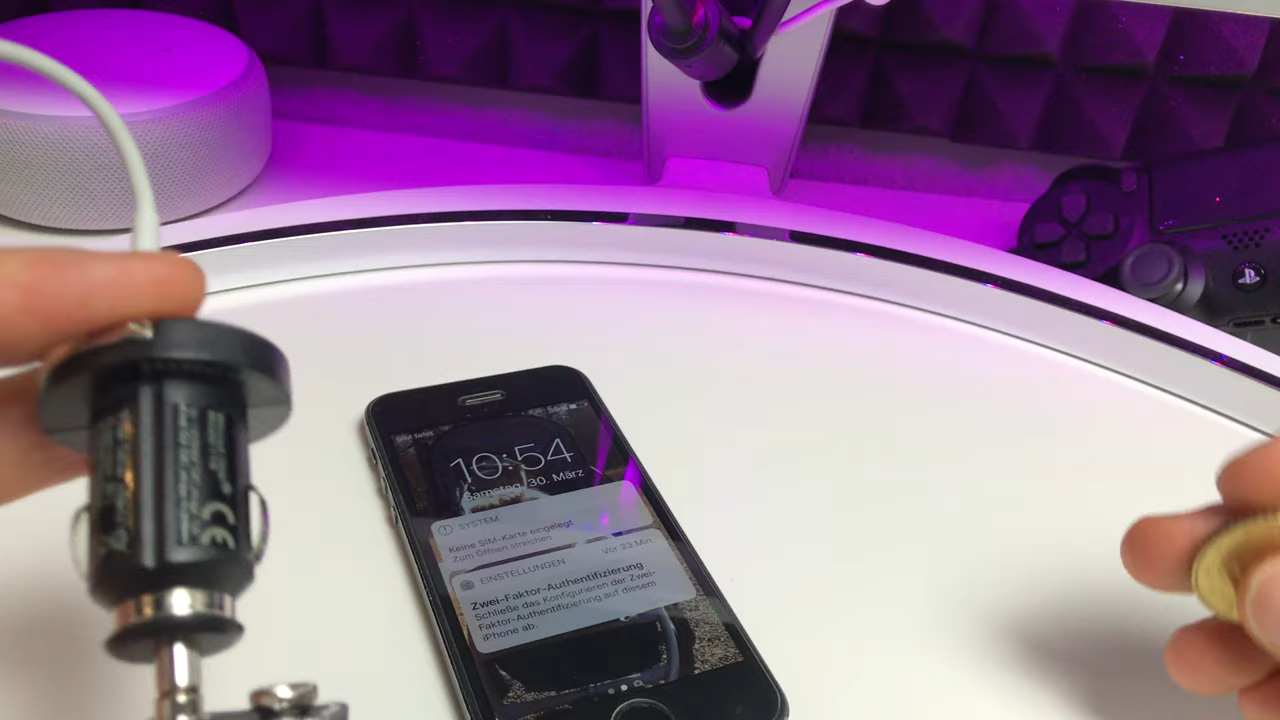 10:54
Samstag, 30. März
SYSTEM
Keine SIM-Karte eingelegt
Zum Öffnen streichen
EINSTELLUNGEN
Vor 33 Min.
Zwei-Faktor-Authentifizierung
Schließe das Konfigurieren der Zwei-
Faktor-Authentifizierung auf diesem
iPhone ab.
CE